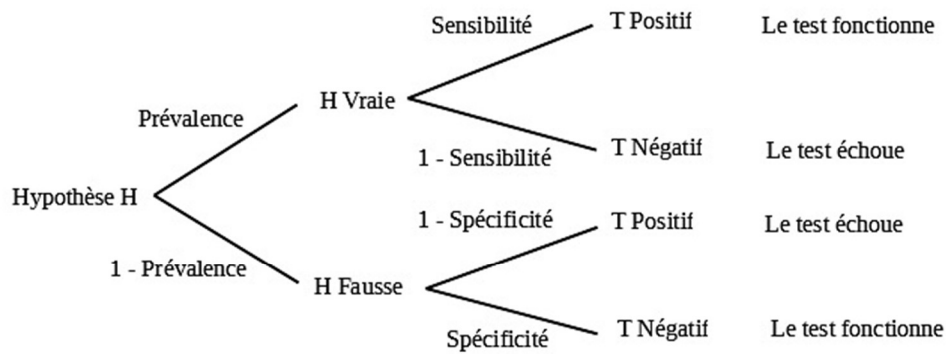 Sensibilité
T Positif
Le test fonctionne
H Vraie
Prévalence
1 - Sensibilité
T Négatif
Le test échoue
Hypothèse H
1 - Spécificité
T Positif
Le test échoue
1 - Prévalence
H Fausse
Spécificité
T Négatif
Le test fonctionne